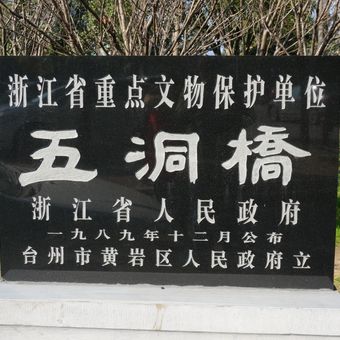 浙江省重点文物保护单位
五洞橋
浙江省人民政府
一九八九年十二月公布
台州市黄岩区人民政府立